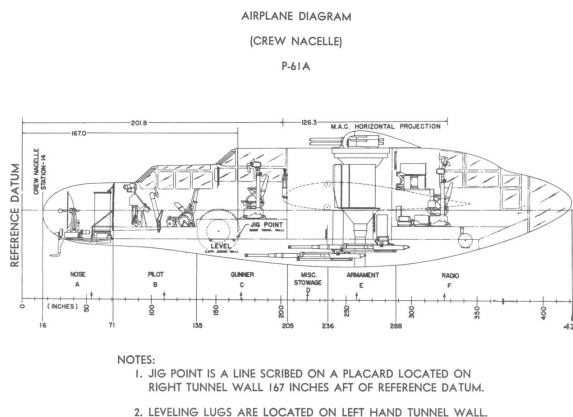 AIRPLANE DIAGRAM
(CREW NACELLE)
P-61A
201.8
126.3
167.0
M.A.C. HORIZONTAL PROJECTION
REFERENCE DATUM
CREW NACELLE
STATION-14
JIG POINT
LEVEL
NOSE PILOT GUNNER MISC. STOWAGE ARMAMENT RADIO
A B C D E F
(INCHES) 50 100 150 200 250 300 350 400
16 71 135 205 236 288 42
NOTES:
1. JIG POINT IS A LINE SCRIBED ON A PLACARD LOCATED ON
RIGHT TUNNEL WALL 167 INCHES AFT OF REFERENCE DATUM.
2. LEVELING LUGS ARE LOCATED ON LEFT HAND TUNNEL WALL.